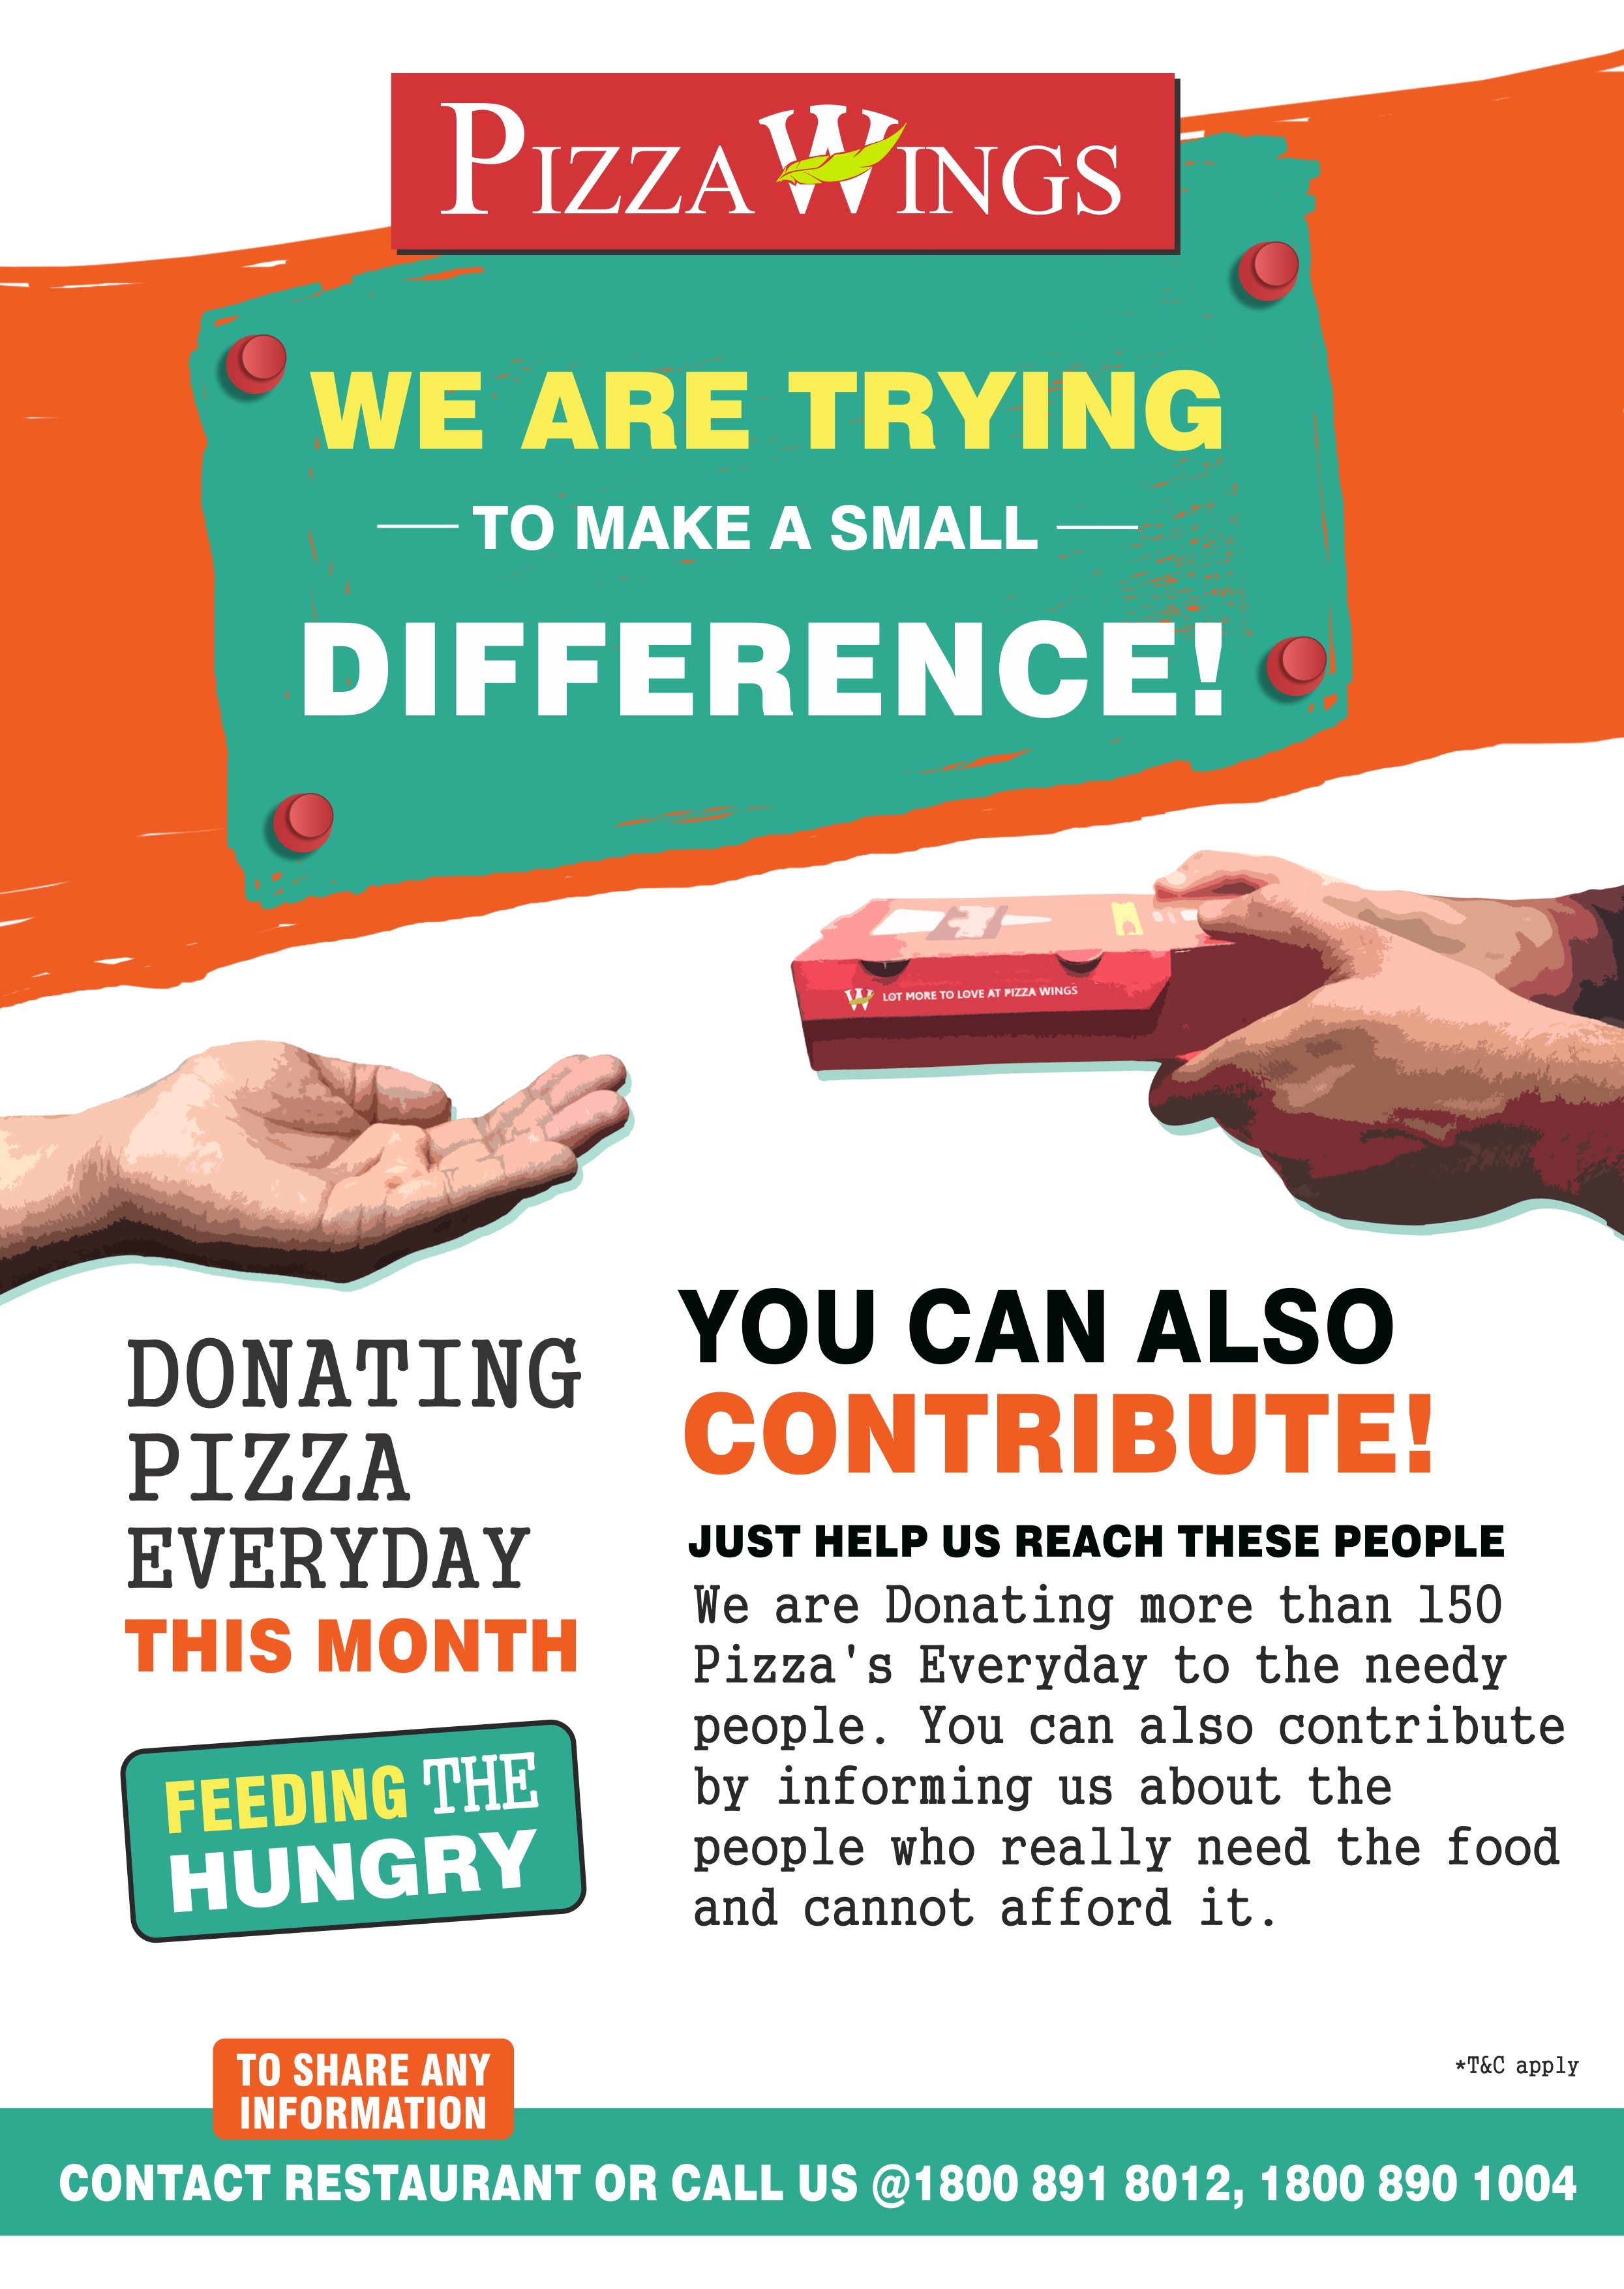 PIZZA WINGS
WE ARE TRYING
TO MAKE A SMALL
DIFFERENCE!
W LOT MORE TO LOVE AT PIZZA WINGS
DONATING
PIZZA
EVERYDAY
THIS MONTH
FEEDING THE
HUNGRY
YOU CAN ALSO
CONTRIBUTE!
JUST HELP US REACH THESE PEOPLE
We are Donating more than 150
Pizza's Everyday to the needy
people. You can also contribute
by informing us about the
people who really need the food
and cannot afford it.
*T&C apply
TO SHARE ANY
INFORMATION
CONTACT RESTAURANT OR CALL US @1800 891 8012, 1800 890 1004